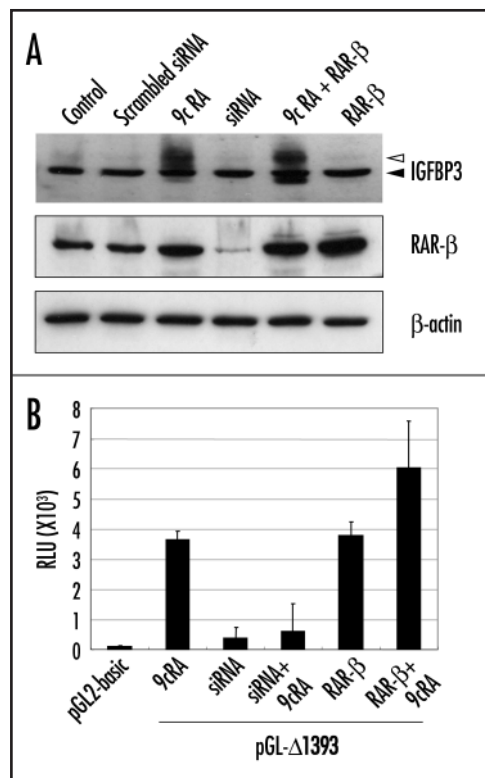 A
Control
Scrambled siRNA
9c RA
siRNA
9c RA + RAR-β
RAR-β
IGFBP3
RAR-β
β-actin
B
8
7
6
5
4
3
2
1
0
RLU (X10³)
pGL2-basic
9cRA
siRNA
siRNA+
9cRA
RAR-β
RAR-β+
9cRA
pGL-Δ1393